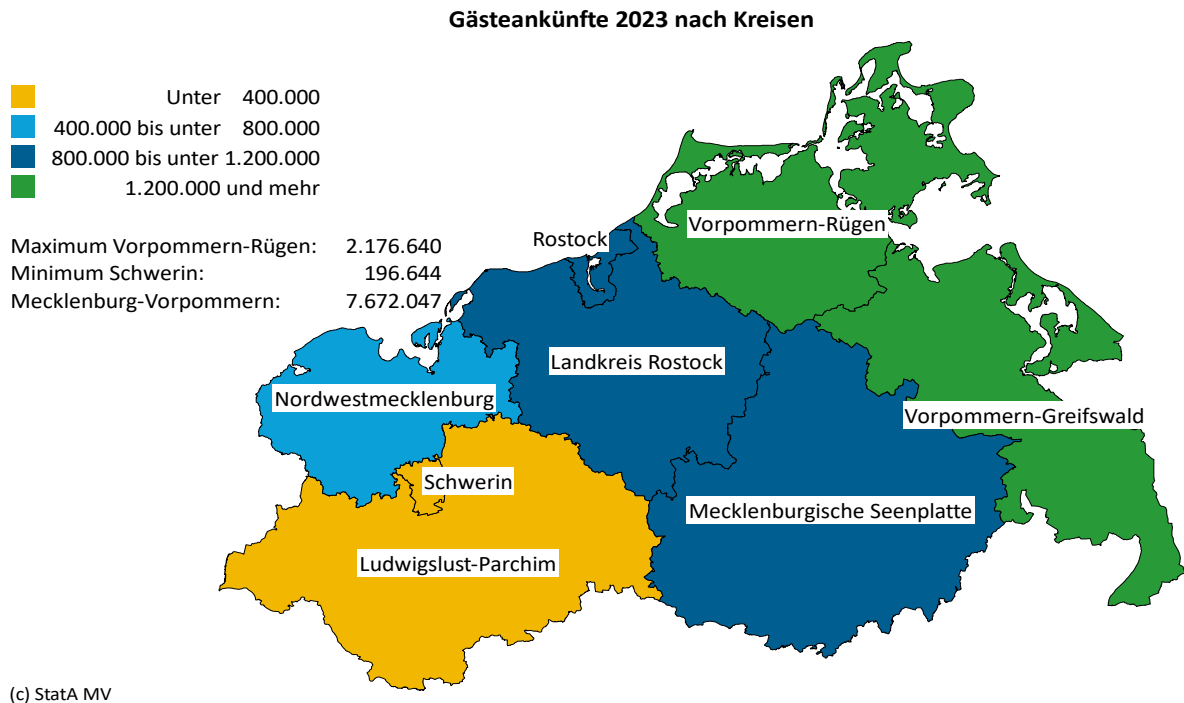 Gästeankünfte 2023 nach Kreisen
Unter 400.000
400.000 bis unter 800.000
800.000 bis unter 1.200.000
1.200.000 und mehr
Maximum Vorpommern-Rügen: 2.176.640
Minimum Schwerin: 196.644
Mecklenburg-Vorpommern: 7.672.047
Vorpommern-Rügen
Rostock
Landkreis Rostock
Nordwestmecklenburg
Vorpommern-Greifswald
Schwerin
Mecklenburgische Seenplatte
Ludwigslust-Parchim
(c) StatA MV